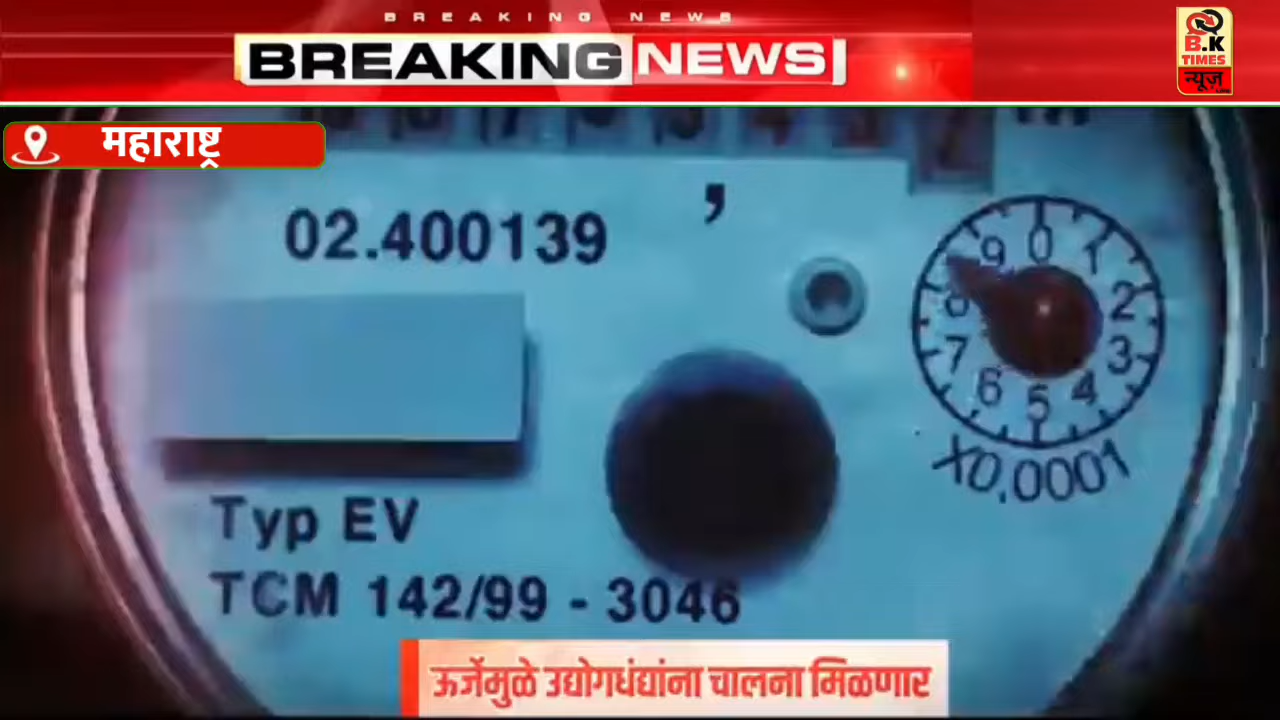 BREAKING NEWS
BREAKING NEWS
B.K
TIMES
न्यूज़
महाराष्ट्र
02.400139
,
9 0 1
8 2
7 3
6 5 4
X0,0001
Typ EV
TCM 142/99 - 3046
ऊर्जेमुळे उद्योगधंद्यांना चालना मिळणार